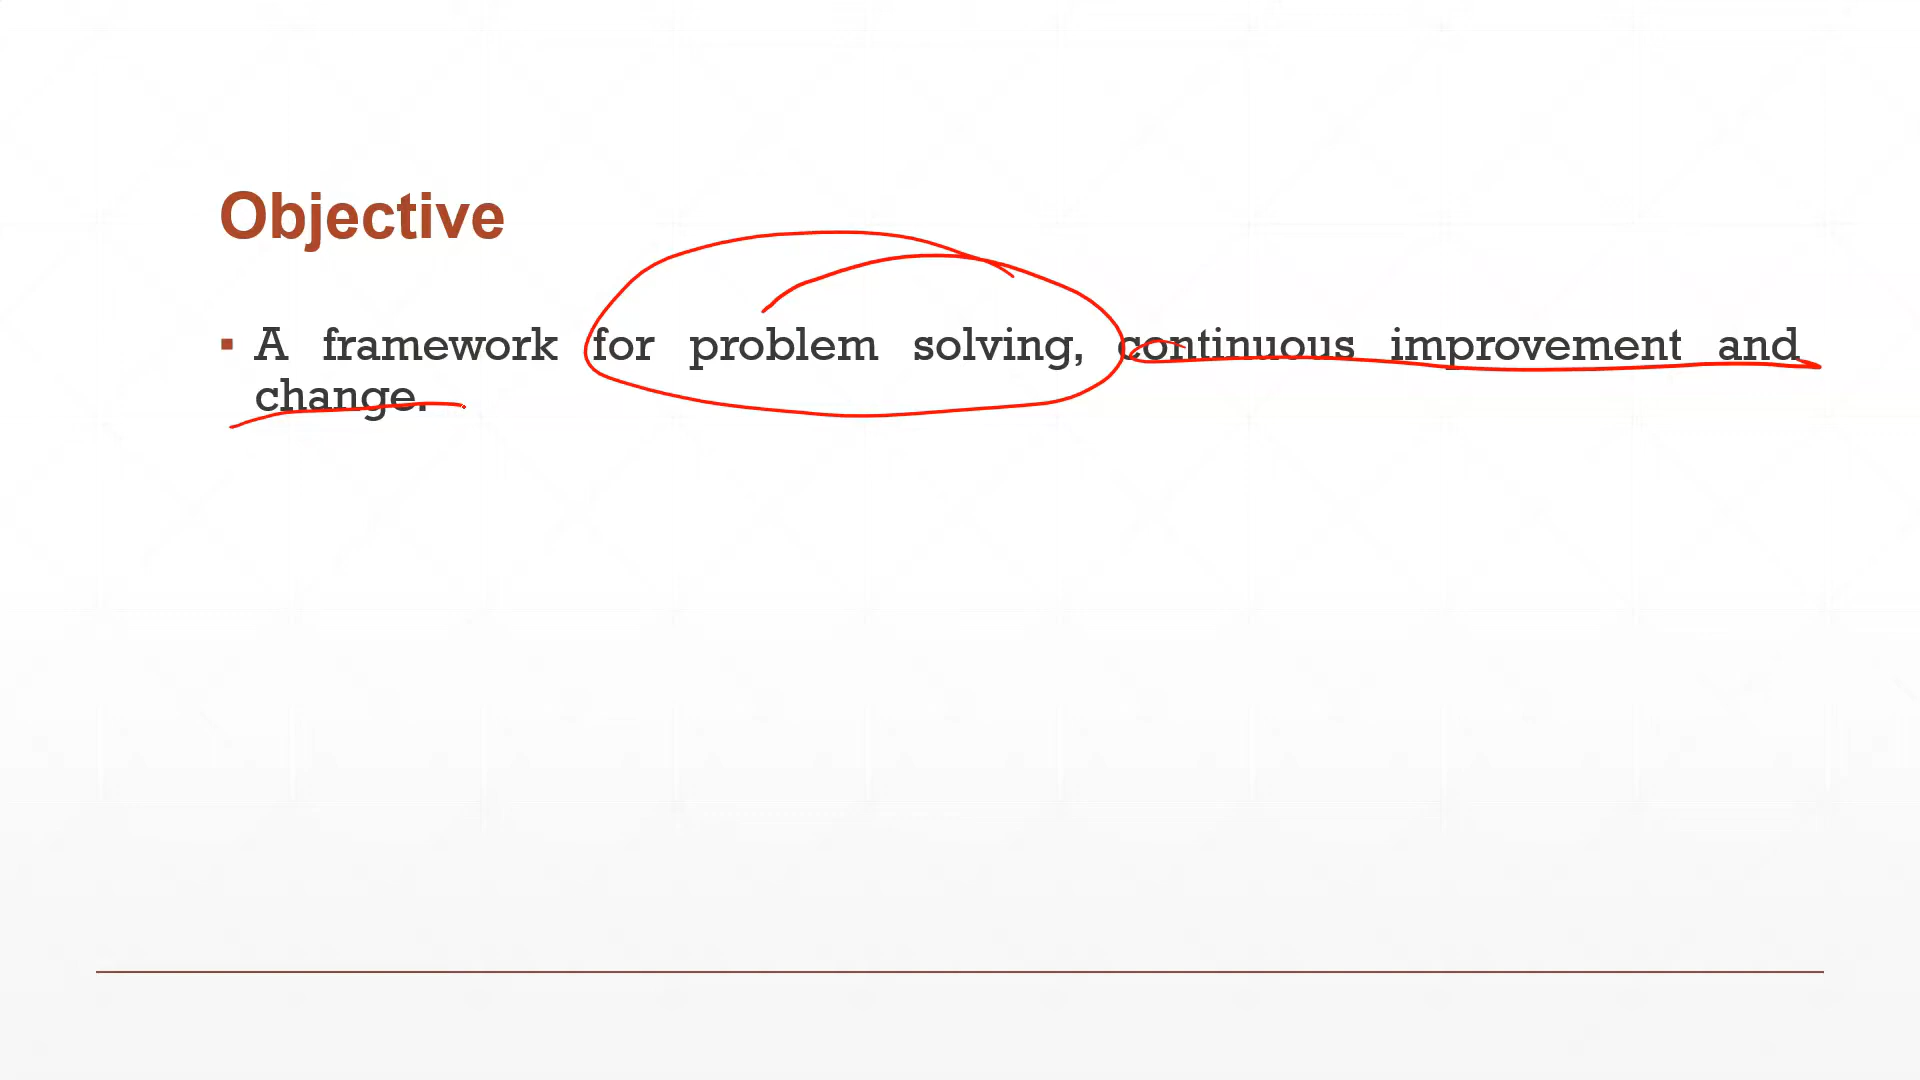 Objective
▪ A framework for problem solving, continuous improvement and
change.